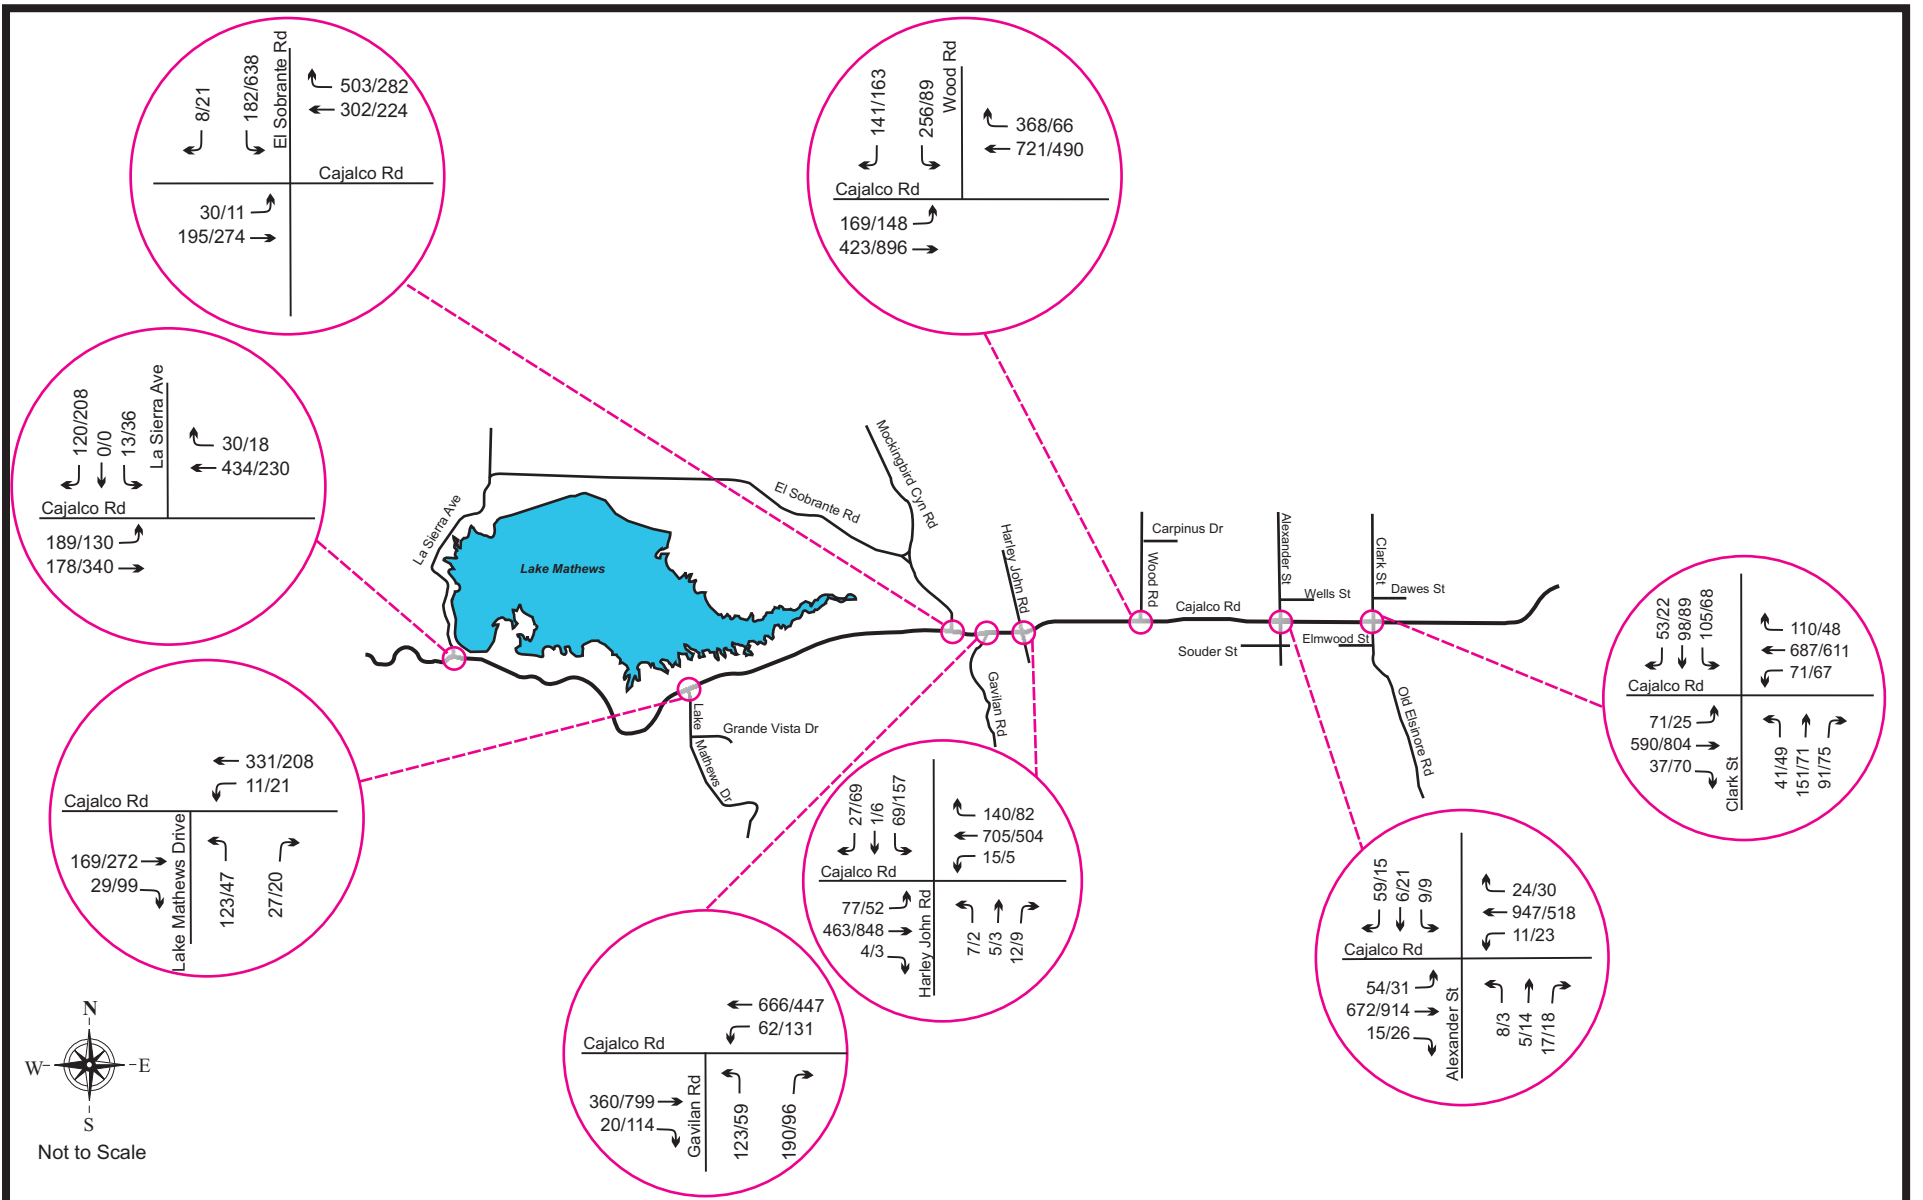 8/21
182/638
El Sobrante Rd
503/282
302/224
Cajalco Rd
30/11
195/274
141/163
256/89
Wood Rd
368/66
721/490
Cajalco Rd
169/148
423/896
120/208
0/0
13/36
La Sierra Ave
30/18
434/230
Cajalco Rd
189/130
178/340
La Sierra Ave
Lake Mathews
El Sobrante Rd
Mockingbird Cyn Rd
Harley John Rd
Carpinus Dr
Wood Rd
Cajalco Rd
Alexander St
Wells St
Clark St
Dawes St
Souder St
Elmwood St
Old Elsinore Rd
Gavilan Rd
Lake
Mathews Dr
Grande Vista Dr
53/22
98/89
105/68
110/48
687/611
71/67
Cajalco Rd
71/25
590/804
37/70
Clark St
41/49
151/71
91/75
331/208
11/21
Cajalco Rd
169/272
29/99
Lake Mathews Drive
123/47
27/20
27/69
1/6
69/157
140/82
705/504
15/5
Cajalco Rd
77/52
463/848
4/3
Harley John Rd
7/2
5/3
12/9
59/15
6/21
9/9
24/30
947/518
11/23
Cajalco Rd
54/31
672/914
15/26
Alexander St
8/3
5/14
17/18
666/447
62/131
Cajalco Rd
360/799
20/114
Gavilan Rd
123/59
190/96
N
W
E
S
Not to Scale